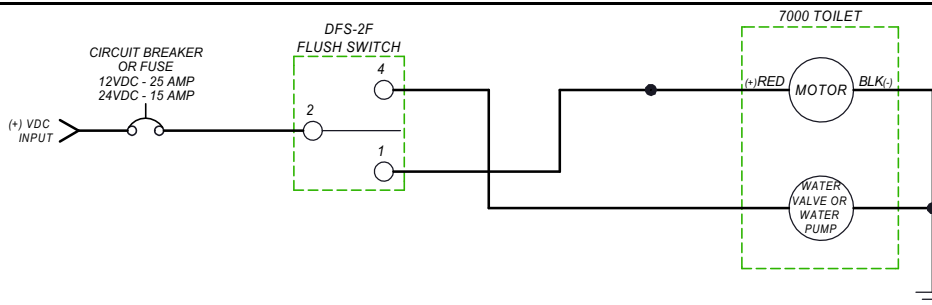 7000 TOILET
DFS-2F
FLUSH SWITCH
CIRCUIT BREAKER
OR FUSE
12VDC - 25 AMP
24VDC - 15 AMP
4
(+)RED
MOTOR
BLK(-)
2
(+) VDC
INPUT
1
WATER
VALVE OR
WATER
PUMP